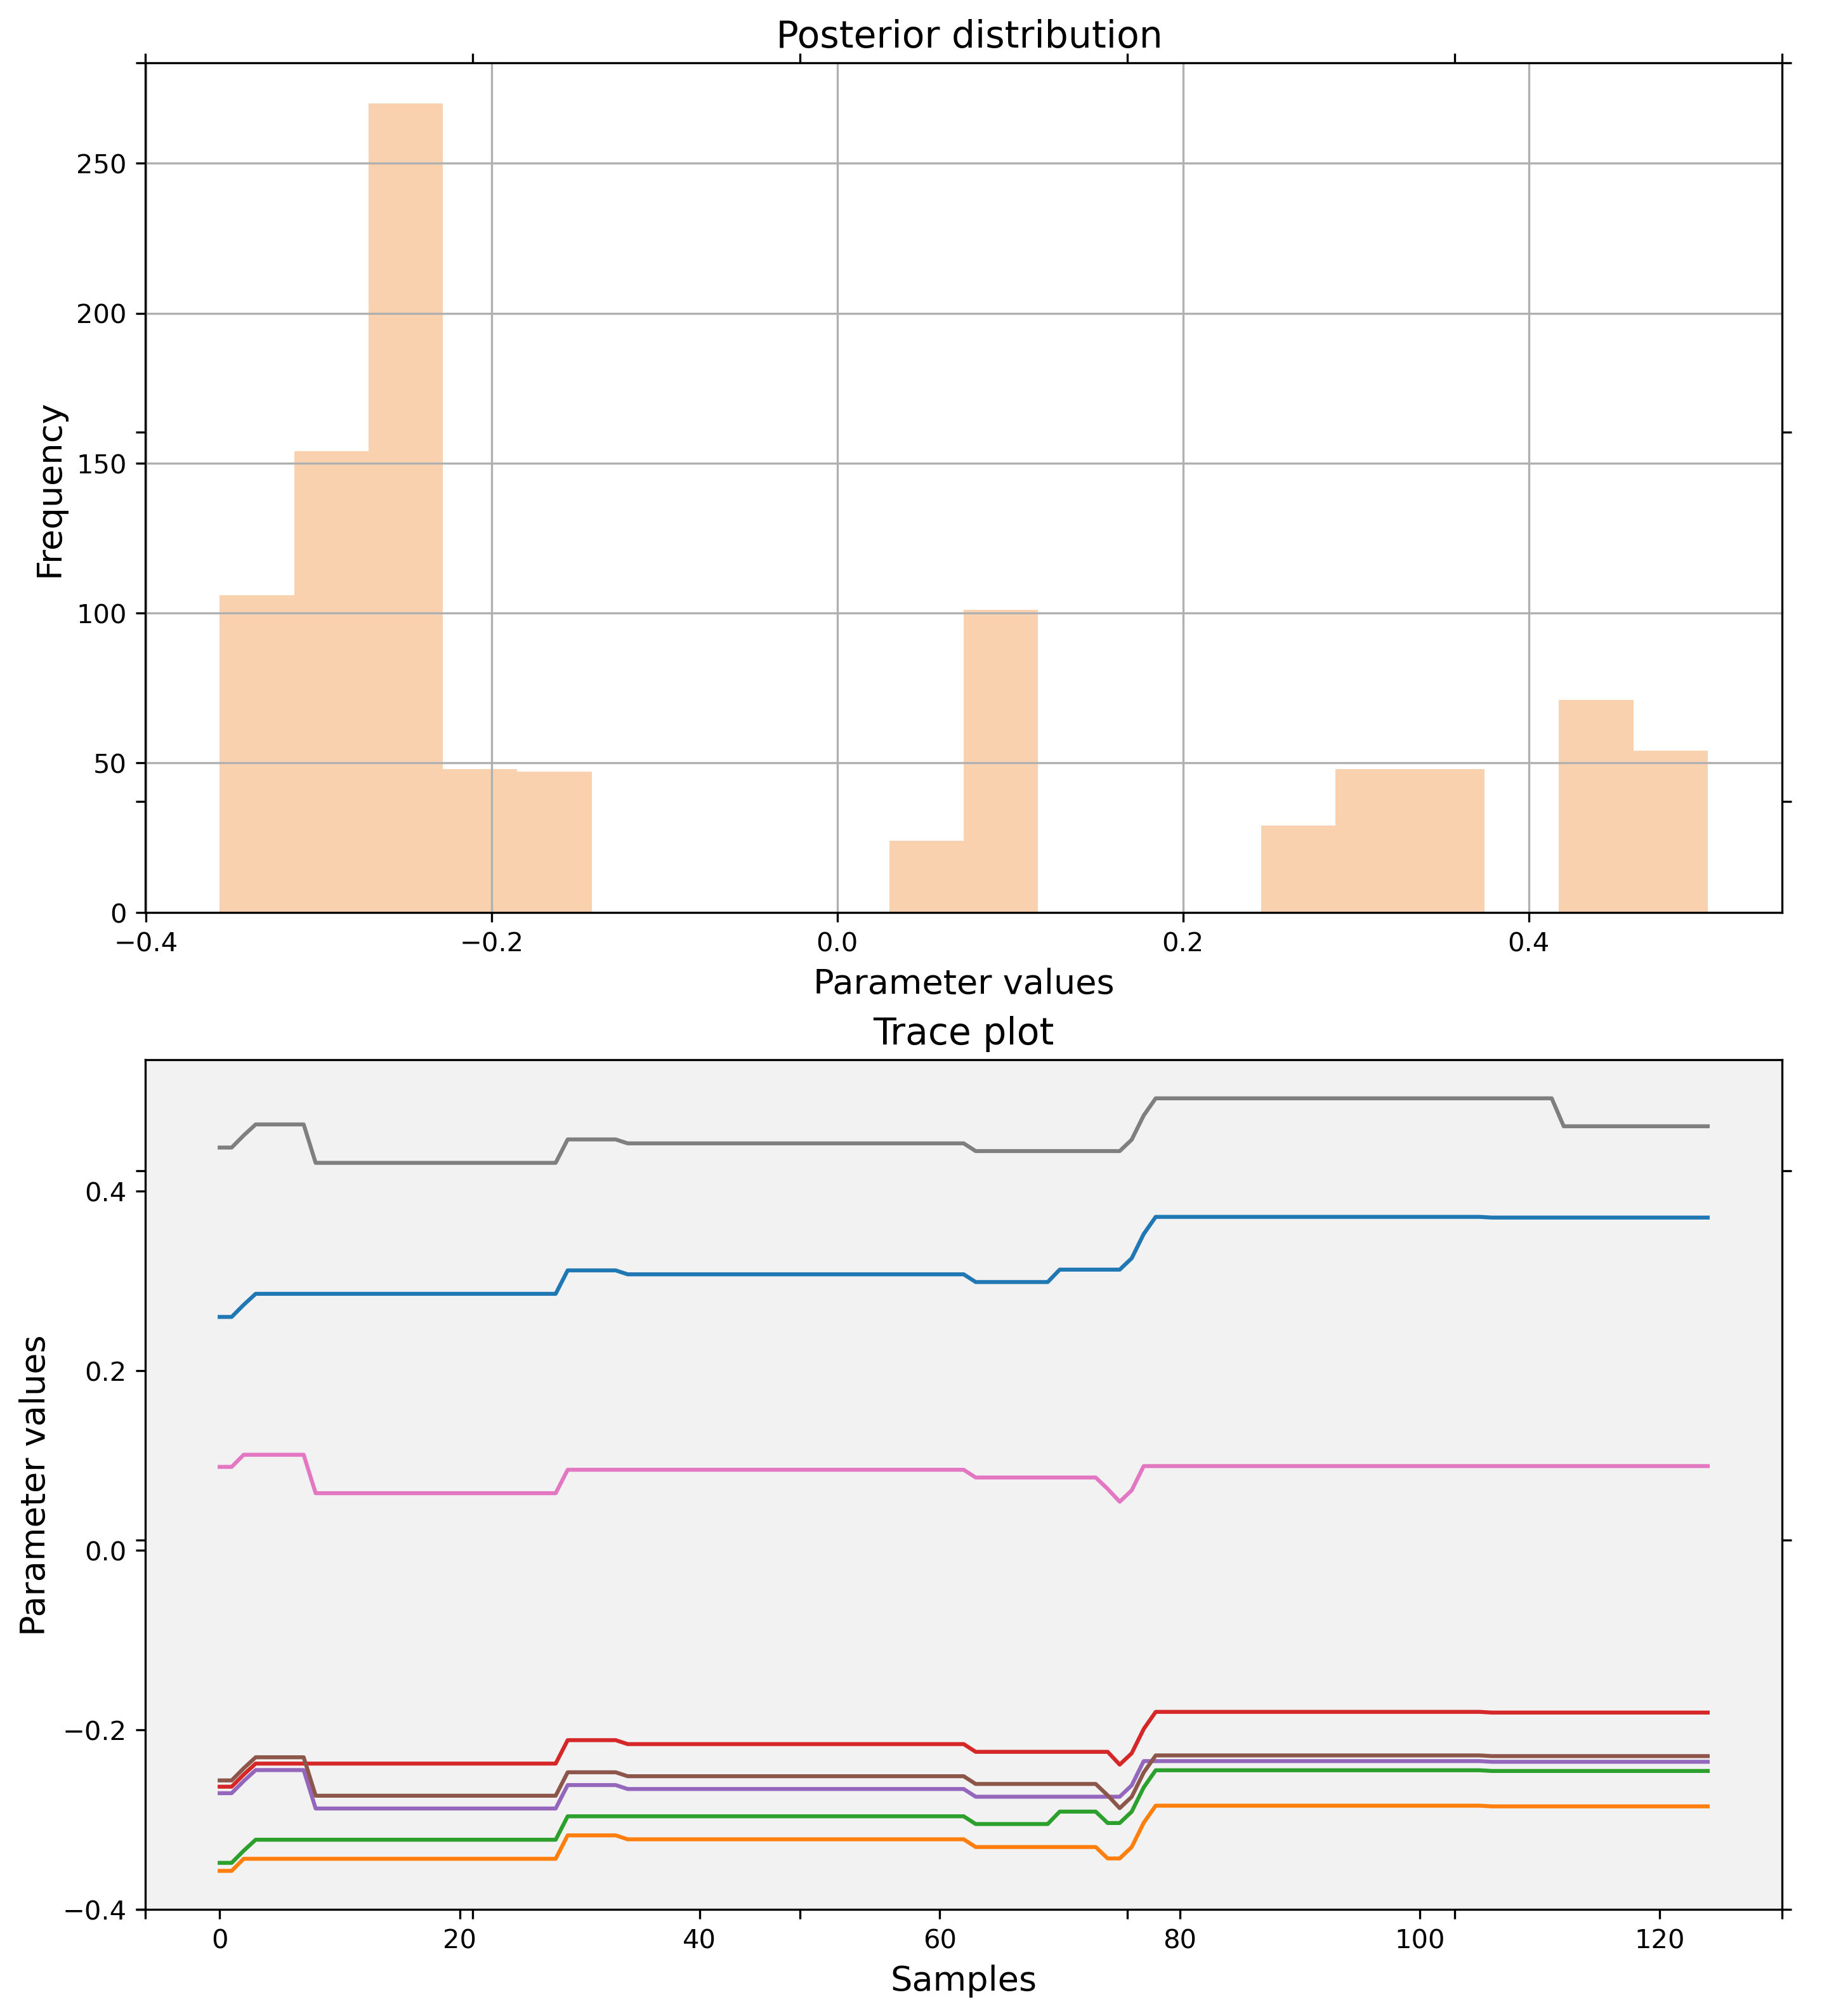 Posterior distribution
250
200
150
100
50
0
Frequency
−0.4 −0.2 0.0 0.2 0.4
Parameter values
Trace plot
0.4
0.2
0.0
−0.2
−0.4
Parameter values
0 20 40 60 80 100 120
Samples